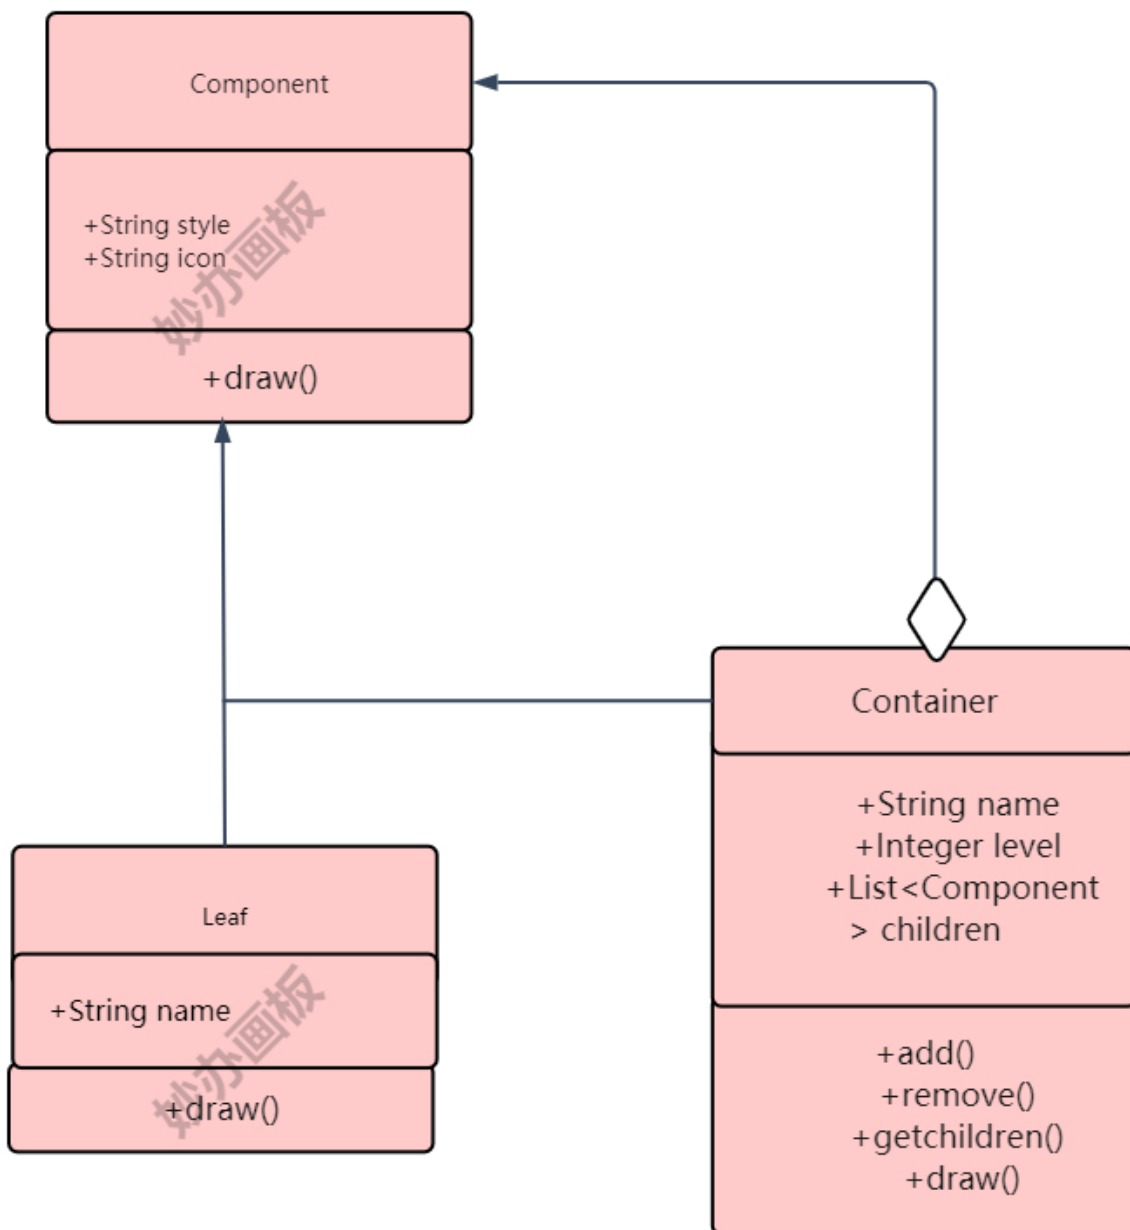 Component
+String style
+String icon
妙办画板
+draw()
Container
+String name
+Integer level
+List<Component
> children
Leaf
+String name
妙办画板
+draw()
+add()
+remove()
+getchildren()
+draw()